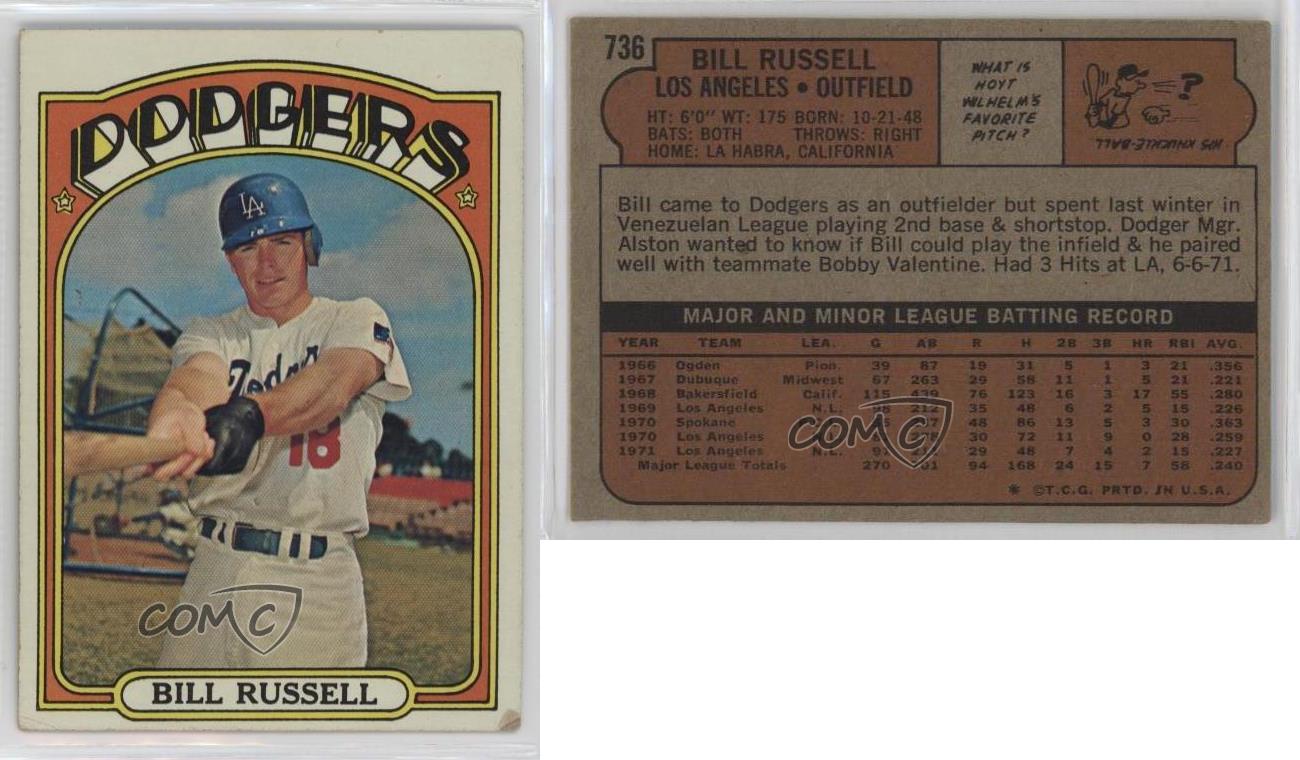 DODGERS
LA
Dodgers
18
COMC
BILL RUSSELL
736
BILL RUSSELL
LOS ANGELES • OUTFIELD
HT: 6'0" WT: 175 BORN: 10-21-48
BATS: BOTH THROWS: RIGHT
HOME: LA HABRA, CALIFORNIA
WHAT IS
HOYT
WILHELM'S
FAVORITE
PITCH?
?
HIS KNUCKLE-BALL
Bill came to Dodgers as an outfielder but spent last winter in
Venezuelan League playing 2nd base & shortstop. Dodger Mgr.
Alston wanted to know if Bill could play the infield & he paired
well with teammate Bobby Valentine. Had 3 Hits at LA, 6-6-71.
MAJOR AND MINOR LEAGUE BATTING RECORD
YEAR TEAM LEA. G AB R H 2B 3B HR RBI AVG.
1966 Ogden Pion. 39 87 19 31 5 1 3 21 .356
1967 Dubuque Midwest 67 263 29 58 11 1 5 21 .221
1968 Bakersfield Calif. 115 439 76 123 16 3 17 55 .280
1969 Los Angeles N.L. 98 212 35 48 6 2 5 15 .226
1970 Spokane 48 86 13 5 3 30 .363
1970 Los Angeles 30 72 11 9 0 28 .259
1971 Los Angeles N.L. 29 48 7 4 2 15 .227
Major League Totals 270 94 168 24 15 7 58 .240
COMC
* ©T.C.G. PRTD. IN U.S.A.